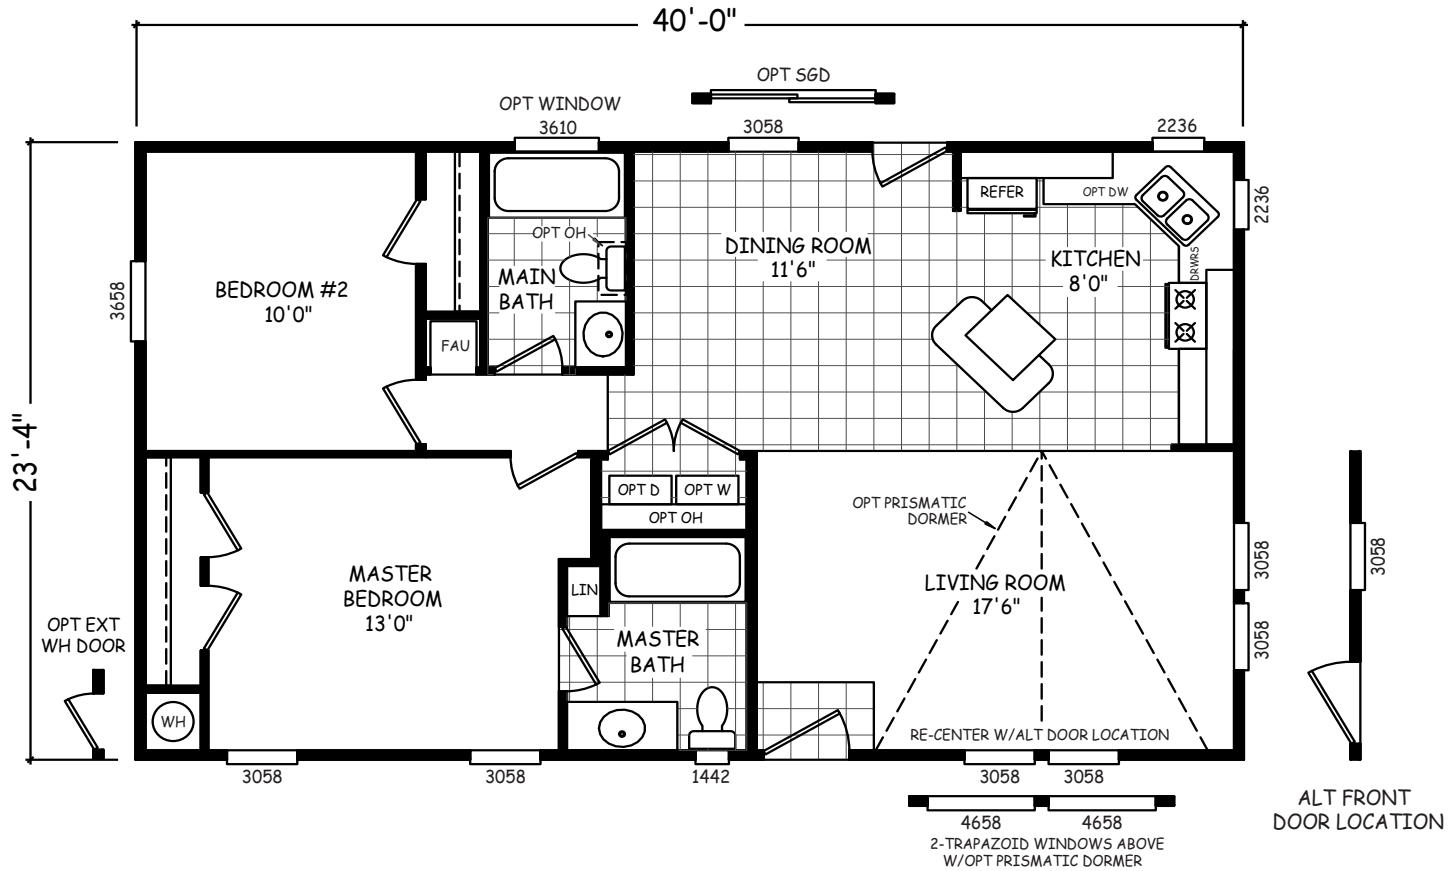 40'-0"
OPT SGD
OPT WINDOW
3610
3058
2236
2236
REFER
OPT DW
OPT OH
DINING ROOM
11'6"
KITCHEN
8'0"
DRWRS
MAIN
BATH
BEDROOM #2
10'0"
3658
FAU
23'-4"
OPT D
OPT W
OPT OH
OPT PRISMATIC
DORMER
MASTER
BEDROOM
13'0"
LIN
LIVING ROOM
17'6"
3058
3058
3058
OPT EXT
WH DOOR
MASTER
BATH
WH
RE-CENTER W/ALT DOOR LOCATION
3058
3058
1442
3058
3058
ALT FRONT
DOOR LOCATION
4658
4658
2-TRAPAZOID WINDOWS ABOVE
W/OPT PRISMATIC DORMER